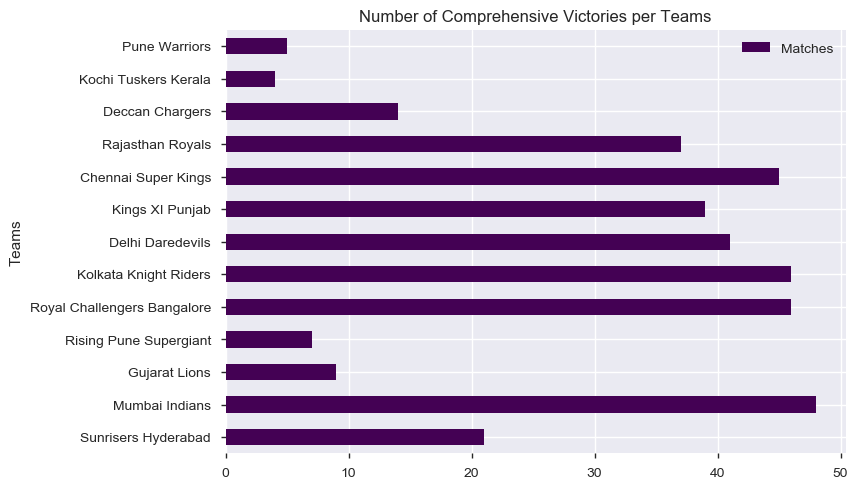 Number of Comprehensive Victories per Teams
Matches
Teams
Pune Warriors
Kochi Tuskers Kerala
Deccan Chargers
Rajasthan Royals
Chennai Super Kings
Kings XI Punjab
Delhi Daredevils
Kolkata Knight Riders
Royal Challengers Bangalore
Rising Pune Supergiant
Gujarat Lions
Mumbai Indians
Sunrisers Hyderabad
0 10 20 30 40 50